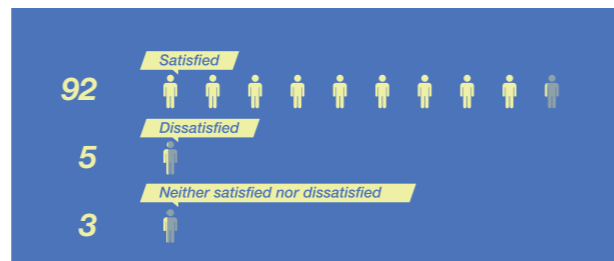 Satisfied
92
Dissatisfied
5
Neither satisfied nor dissatisfied
3